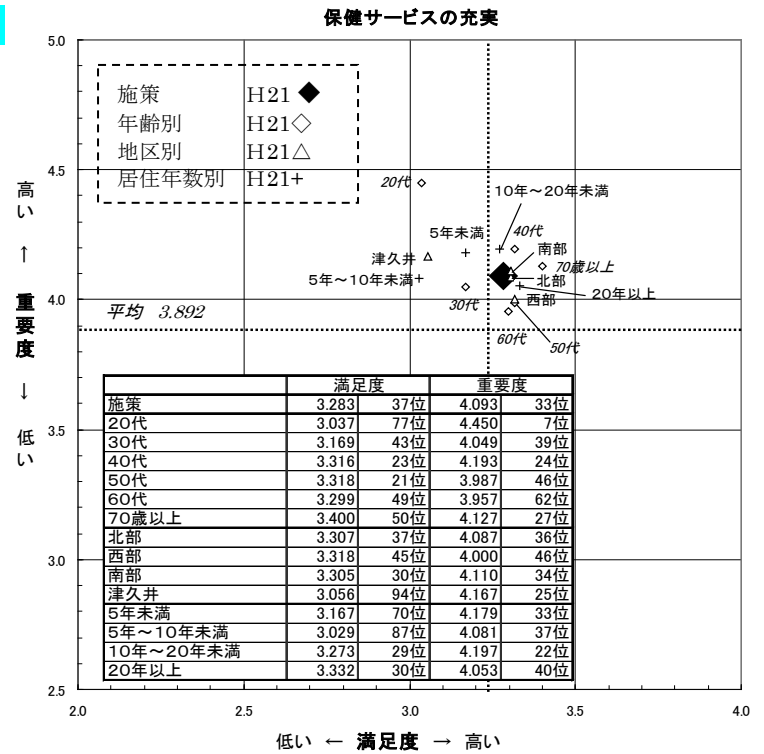 保健サービスの充実
5.0
4.5
4.0
3.5
3.0
2.5
2.0
2.5
3.0
3.5
4.0
高い ↑ 重要度 ↓ 低い
低い ← 満足度 → 高い
施策 H21◆
年齢別 H21◇
地区別 H21△
居住年数別 H21+
20代
10年～20年未満
5年未満
40代
津久井
南部
70歳以上
5年～10年未満
北部
30代
20年以上
西部
平均 3.892
60代
50代
満足度 重要度
施策 3.283 37位 4.093 33位
20代 3.037 77位 4.450 7位
30代 3.169 43位 4.049 39位
40代 3.316 23位 4.193 24位
50代 3.318 21位 3.987 46位
60代 3.299 49位 3.957 62位
70歳以上 3.400 50位 4.127 27位
北部 3.307 37位 4.087 36位
西部 3.318 45位 4.000 46位
南部 3.305 30位 4.110 34位
津久井 3.056 94位 4.167 25位
5年未満 3.167 70位 4.179 33位
5年～10年未満 3.029 87位 4.081 37位
10年～20年未満 3.273 29位 4.197 22位
20年以上 3.332 30位 4.053 40位